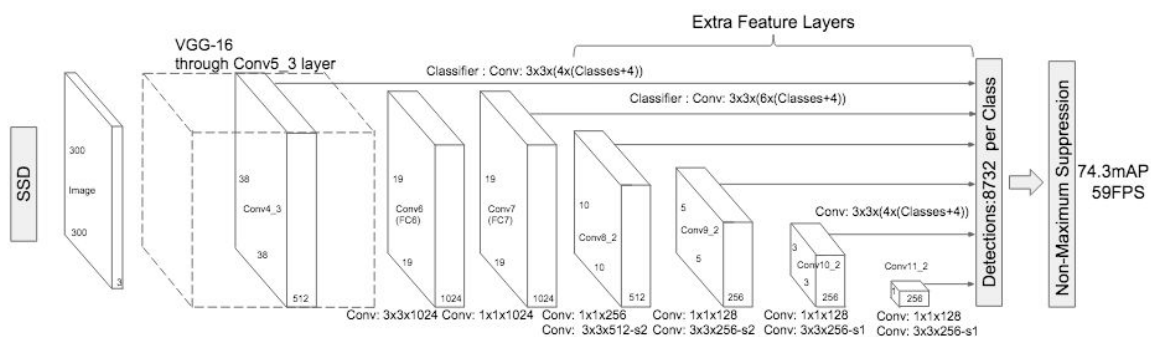 Extra Feature Layers
VGG-16
through Conv5_3 layer
Classifier : Conv: 3x3x(4x(Classes+4))
Classifier : Conv: 3x3x(6x(Classes+4))
SSD
300
Image
300
3
38
Conv4_3
38
512
19
Conv6
(FC6)
19
1024
19
Conv7
(FC7)
19
1024
10
Conv8_2
10
512
5
Conv9_2
5
256
Conv: 3x3x(4x(Classes+4))
3
Conv10_2
3
256
Conv11_2
1
256
Detections:8732 per Class
Non-Maximum Suppression
74.3mAP
59FPS
Conv: 3x3x1024
Conv: 1x1x1024
Conv: 1x1x256
Conv: 3x3x512-s2
Conv: 1x1x128
Conv: 3x3x256-s2
Conv: 1x1x128
Conv: 3x3x256-s1
Conv: 1x1x128
Conv: 3x3x256-s1